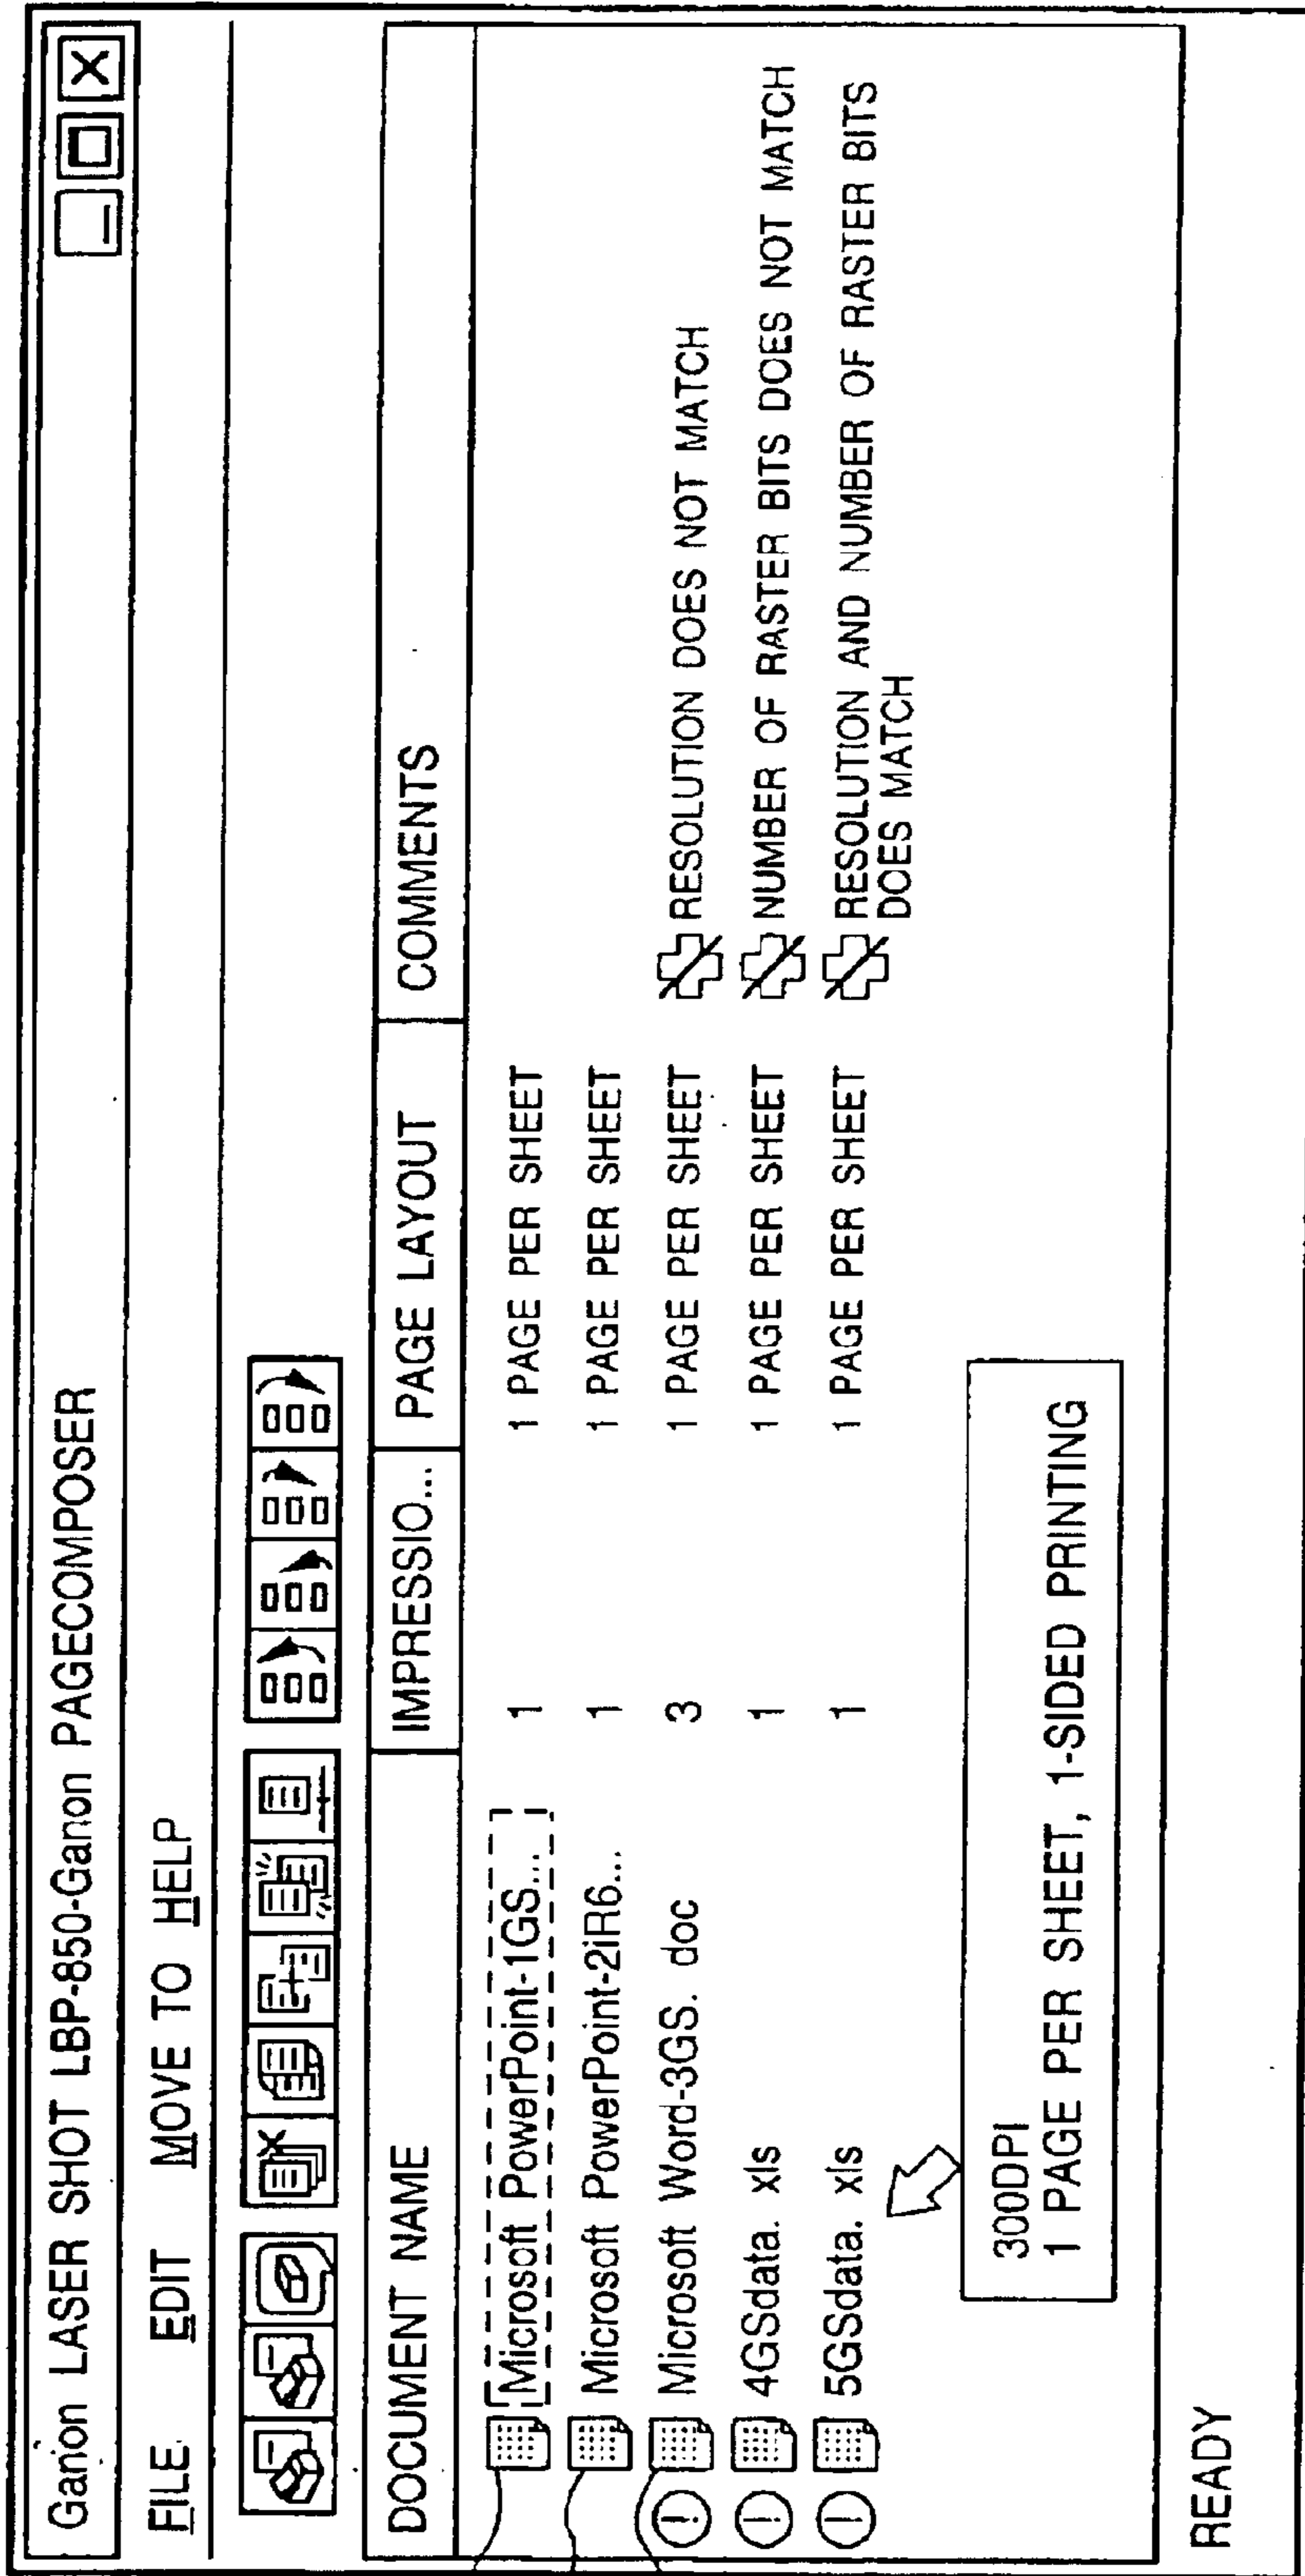 Ganon LASER SHOT LBP-850-Ganon PAGECOMPOSER
FILE EDIT MOVE TO HELP
DOCUMENT NAME IMPRESSIO... PAGE LAYOUT COMMENTS
Microsoft PowerPoint-1GS... 1 1 PAGE PER SHEET
Microsoft PowerPoint-2iR6... 1 1 PAGE PER SHEET
Microsoft Word-3GS. doc 3 1 PAGE PER SHEET RESOLUTION DOES NOT MATCH
4GSdata. xls 1 1 PAGE PER SHEET NUMBER OF RASTER BITS DOES NOT MATCH
5GSdata. xls 1 1 PAGE PER SHEET RESOLUTION AND NUMBER OF RASTER BITS
DOES MATCH
300DPI
1 PAGE PER SHEET, 1-SIDED PRINTING
READY